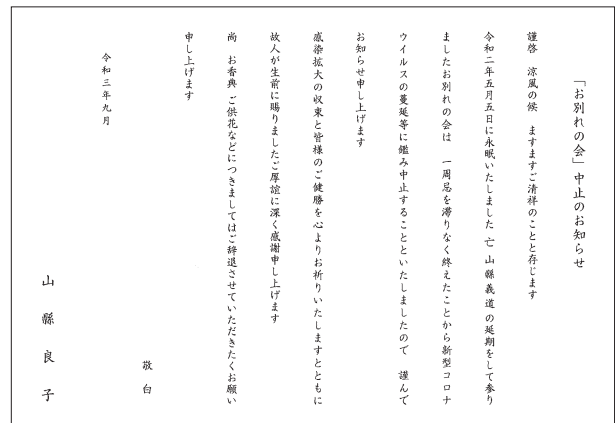 「お別れの会」中止のお知らせ
謹啓　涼風の候　ますますご清祥のことと存じます
令和二年五月五日に永眠いたしました 亡 山縣義道の延期をして参り
ましたお別れの会は　一周忌を滞りなく終えたことから新型コロナ
ウイルスの蔓延等に鑑み中止することといたしましたので　謹んで
お知らせ申し上げます
感染拡大の収束と皆様のご健勝を心よりお祈りいたしますとともに
故人が生前に賜りましたご厚誼に深く感謝申し上げます
尚　お香典 ご供花などにつきましてはご辞退させていただきたくお願い
申し上げます
敬白
令和三年九月
山縣良子